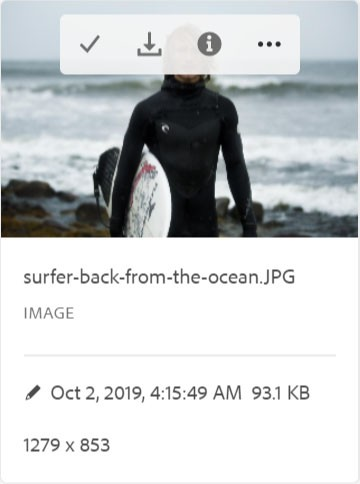 surfer-back-from-the-ocean.JPG
IMAGE
Oct 2, 2019, 4:15:49 AM 93.1 KB
1279 x 853